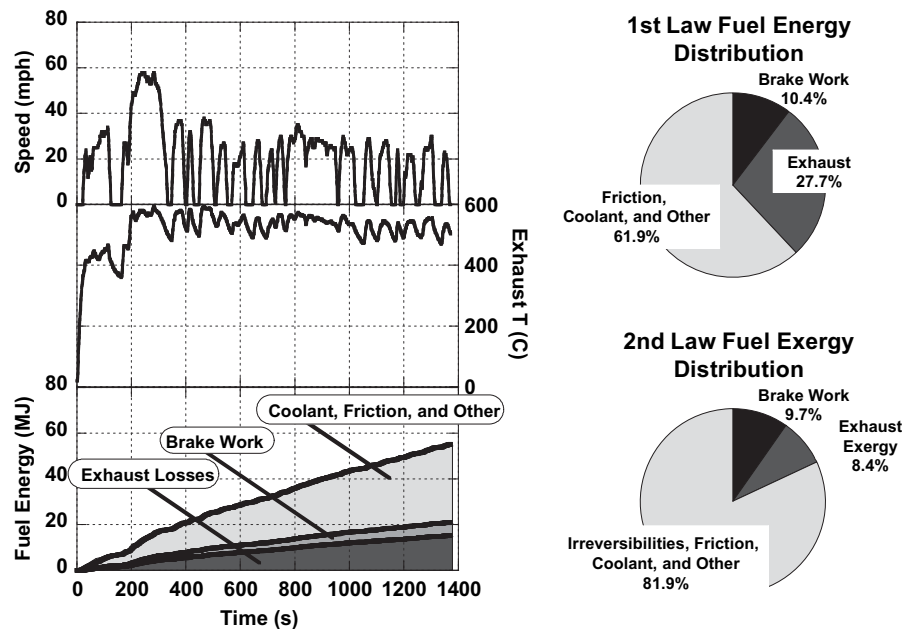 80
60
40
20
0
Speed (mph)
600
400
200
0
Exhaust T (C)
80
60
40
20
0
Fuel Energy (MJ)
Coolant, Friction, and Other
Brake Work
Exhaust Losses
0 200 400 600 800 1000 1200 1400
Time (s)
1st Law Fuel Energy
Distribution
Brake Work
10.4%
Exhaust
27.7%
Friction,
Coolant, and Other
61.9%
2nd Law Fuel Exergy
Distribution
Brake Work
9.7%
Exhaust
Exergy
8.4%
Irreversibilities, Friction,
Coolant, and Other
81.9%